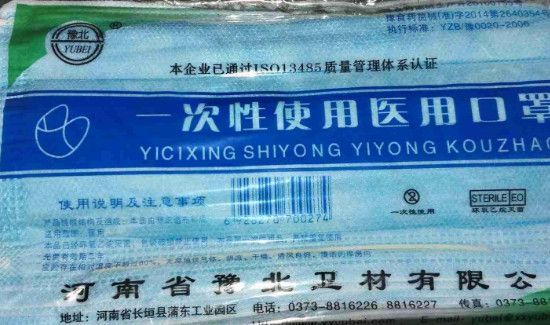 豫北
YUBEI
豫食药监械(准)字2014第2640354
执行标准：YZB/豫0020-2006
本企业已通过ISO13485质量管理体系认证
一次性使用医用口罩
YICIXING SHIYONG YIYONG KOUZHAO
使用说明及注意事项
一次性使用
STERILE EO
环氧乙烷灭菌
河南省豫北卫材有限
地址：河南省长垣县蒲东工业园区 电话：0373-8816226 8816227 传真：0373-8